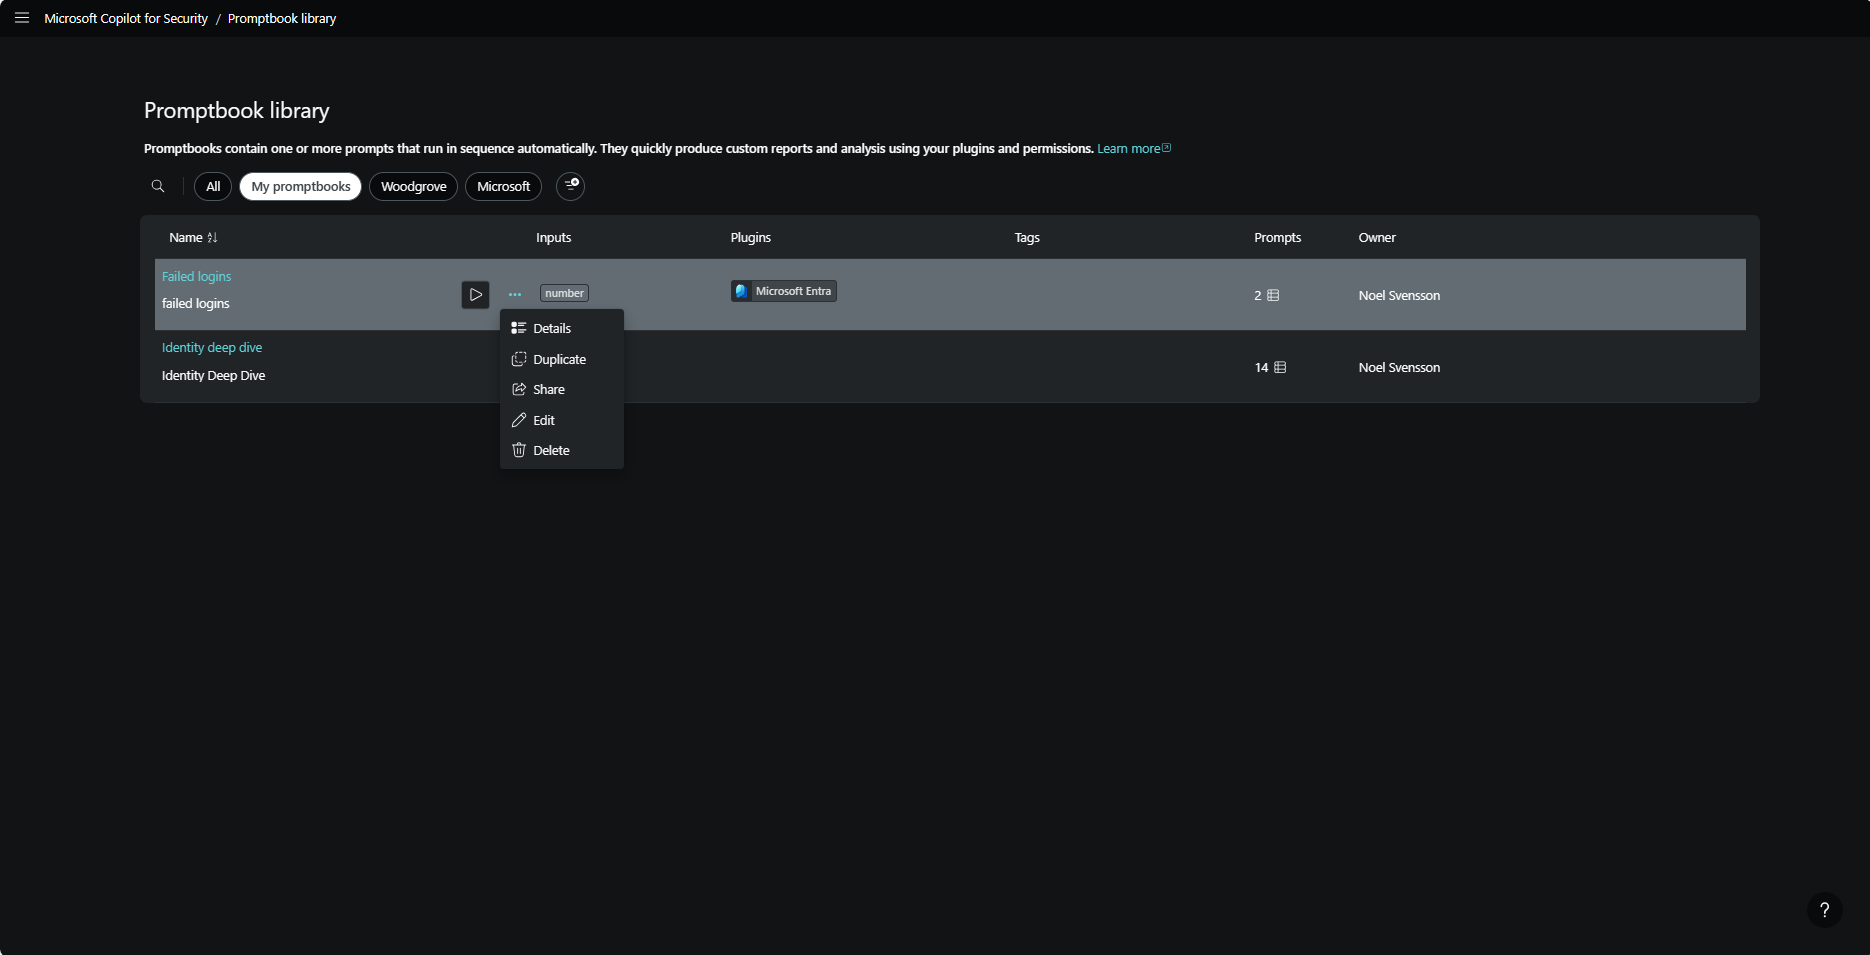 Microsoft Copilot for Security / Promptbook library
Promptbook library
Promptbooks contain one or more prompts that run in sequence automatically. They quickly produce custom reports and analysis using your plugins and permissions. Learn more
All My promptbooks Woodgrove Microsoft
Name Inputs Plugins Tags Prompts Owner
Failed logins
failed logins
number
Microsoft Entra
2
Noel Svensson
Details
Duplicate
Share
Edit
Delete
Identity deep dive
Identity Deep Dive
14
Noel Svensson
?